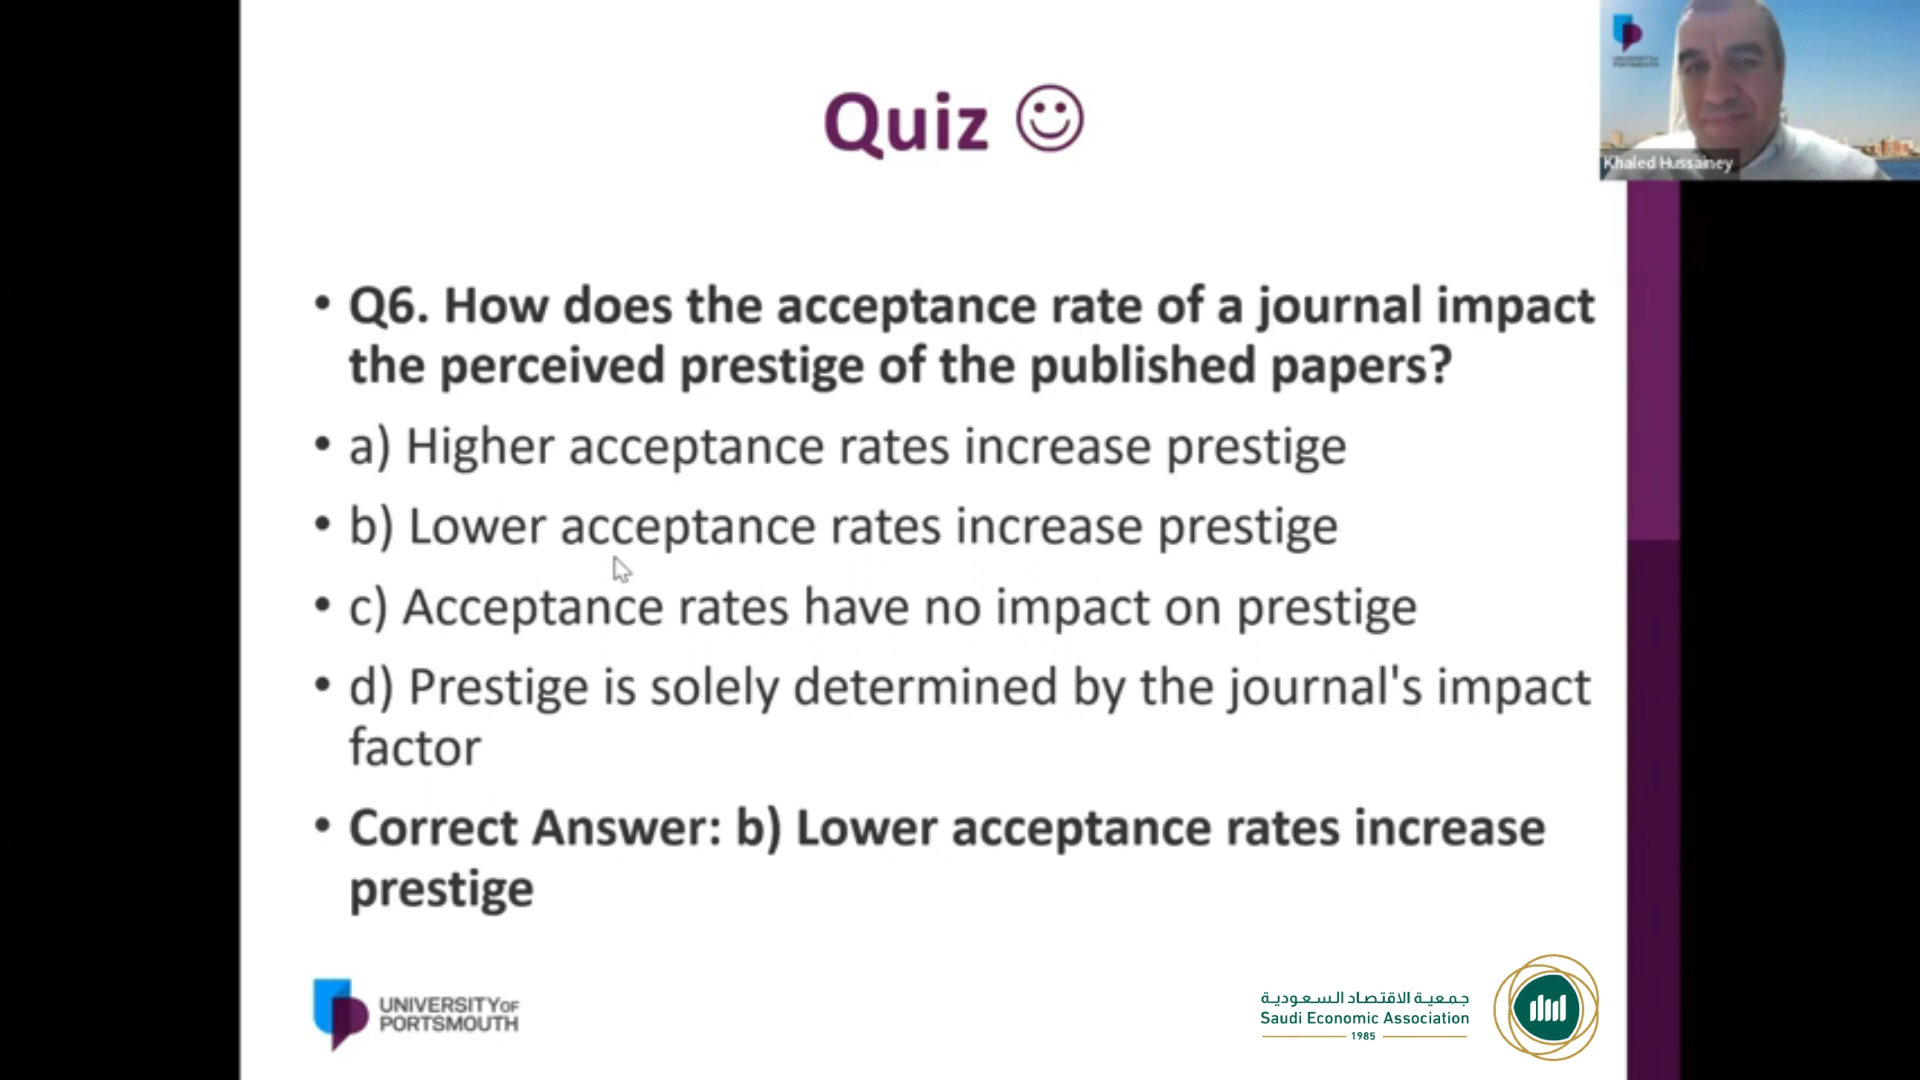 Quiz
UNIVERSITY OF
PORTSMOUTH
Khaled Hussainey
• Q6. How does the acceptance rate of a journal impact
the perceived prestige of the published papers?
• a) Higher acceptance rates increase prestige
• b) Lower acceptance rates increase prestige
• c) Acceptance rates have no impact on prestige
• d) Prestige is solely determined by the journal's impact
factor
• Correct Answer: b) Lower acceptance rates increase
prestige
UNIVERSITY OF
PORTSMOUTH
جمعية الاقتصاد السعودية
Saudi Economic Association
1985